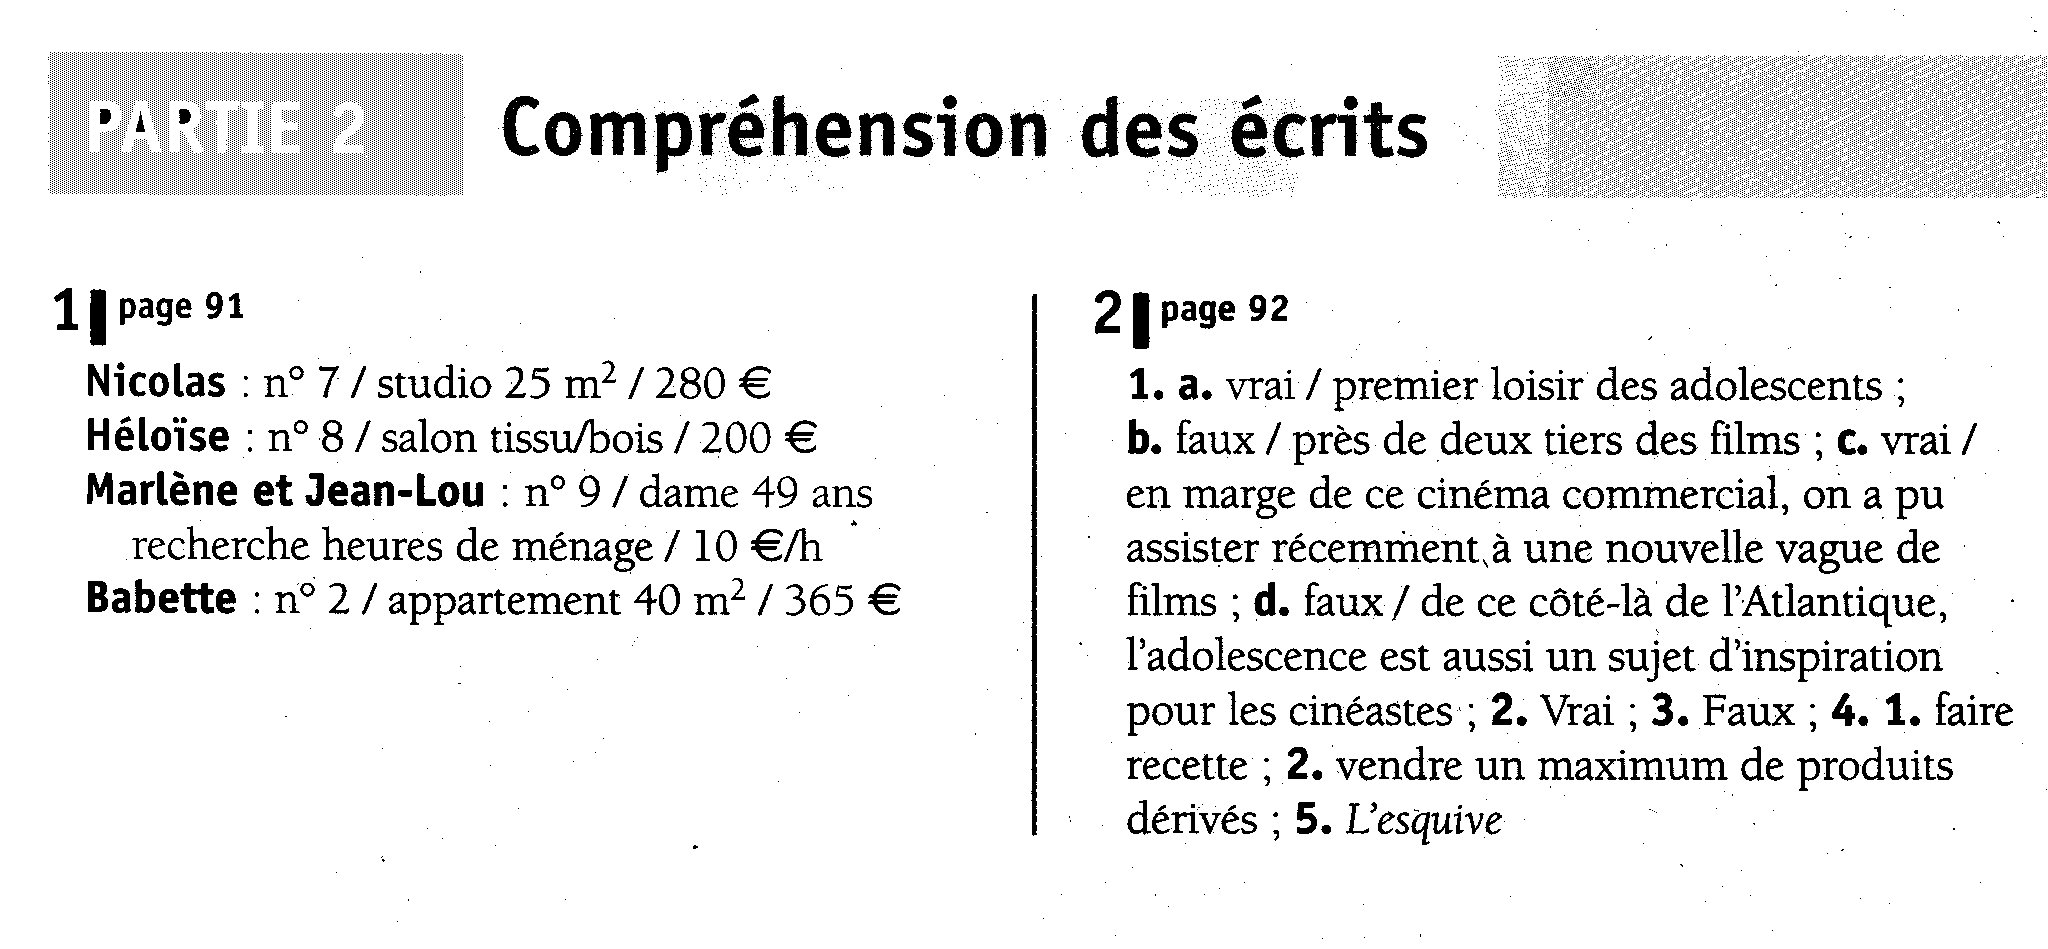 PARTIE 2 Compréhension des écrits
1 page 91
Nicolas : n° 7 / studio 25 m² / 280 €
Héloïse : n° 8 / salon tissu/bois / 200 €
Marlène et Jean-Lou : n° 9 / dame 49 ans
recherche heures de ménage / 10 €/h
Babette : n° 2 / appartement 40 m² / 365 €
2 page 92
1. a. vrai / premier loisir des adolescents ;
b. faux / près de deux tiers des films ; c. vrai /
en marge de ce cinéma commercial, on a pu
assister récemment à une nouvelle vague de
films ; d. faux / de ce côté-là de l'Atlantique,
l'adolescence est aussi un sujet d'inspiration
pour les cinéastes ; 2. Vrai ; 3. Faux ; 4. 1. faire
recette ; 2. vendre un maximum de produits
dérivés ; 5. L'esquive